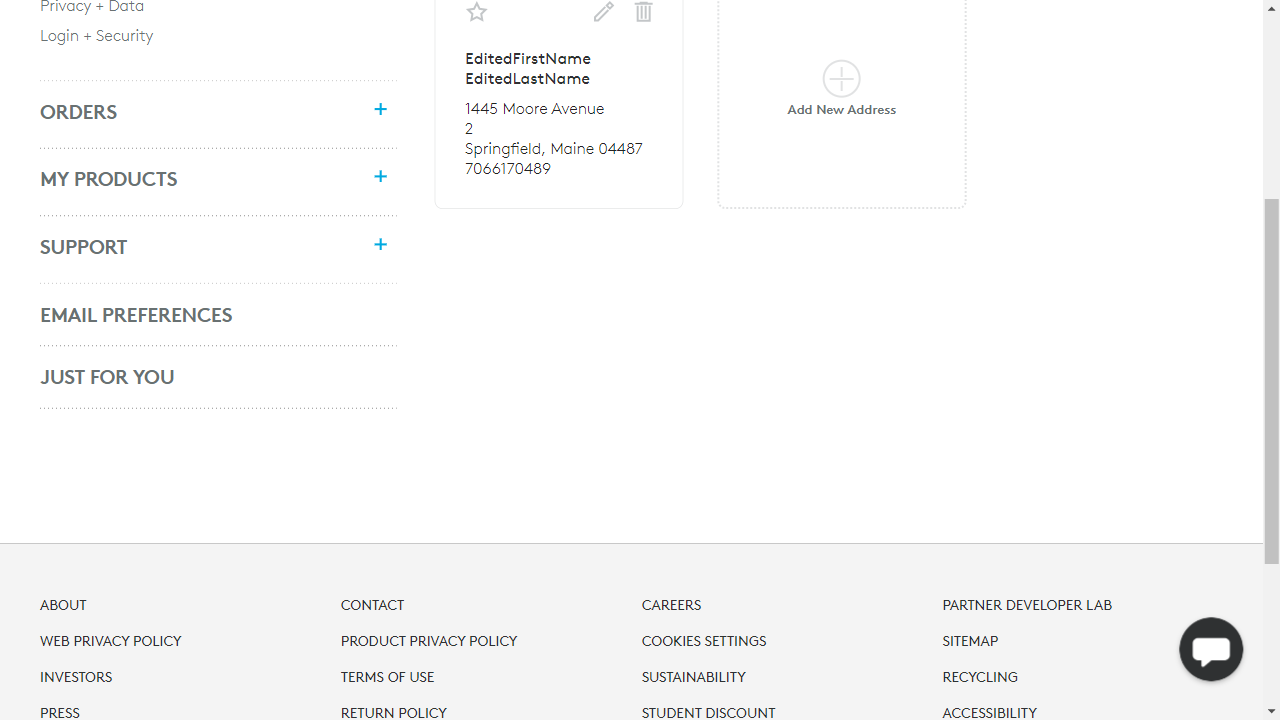 Privacy + Data
Login + Security
ORDERS
MY PRODUCTS
SUPPORT
EMAIL PREFERENCES
JUST FOR YOU
EditedFirstName
EditedLastName
1445 Moore Avenue
2
Springfield, Maine 04487
7066170489
Add New Address
ABOUT
WEB PRIVACY POLICY
INVESTORS
PRESS
CONTACT
PRODUCT PRIVACY POLICY
TERMS OF USE
RETURN POLICY
CAREERS
COOKIES SETTINGS
SUSTAINABILITY
STUDENT DISCOUNT
PARTNER DEVELOPER LAB
SITEMAP
RECYCLING
ACCESSIBILITY